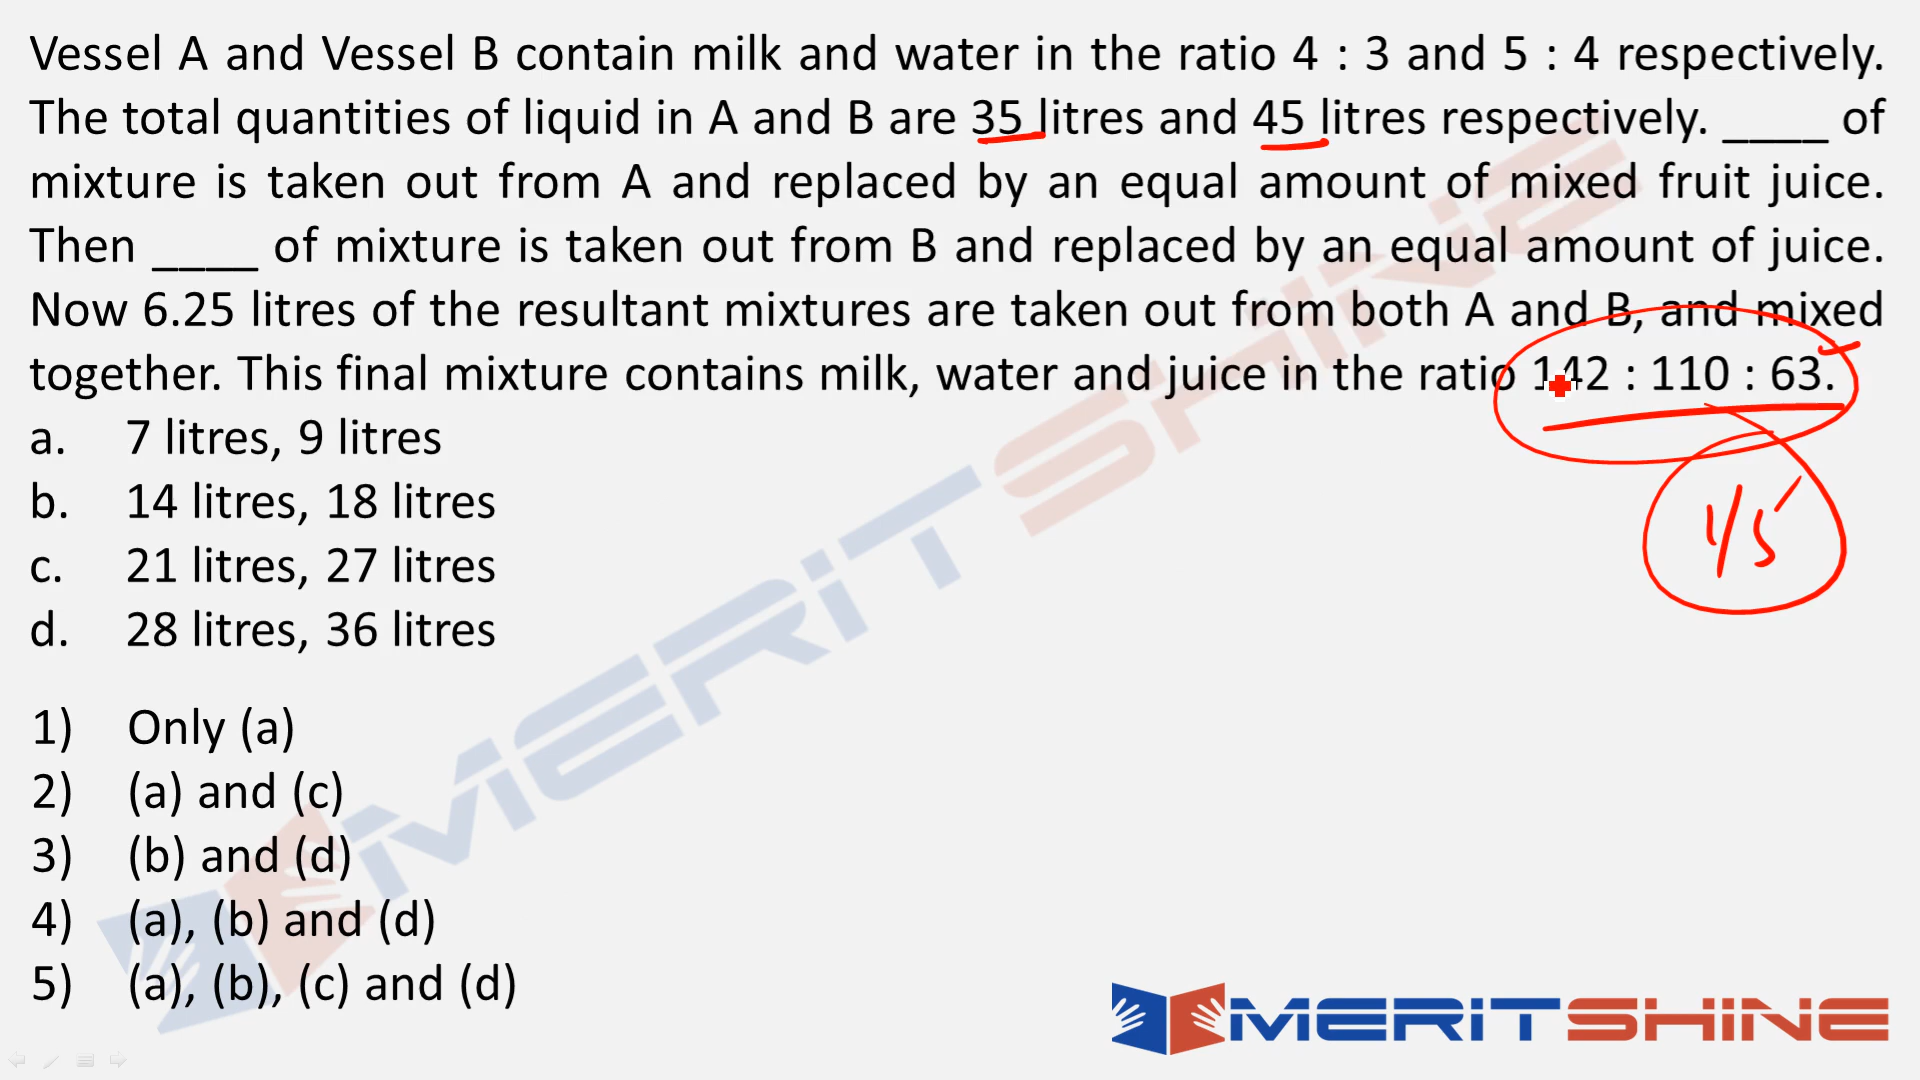 Vessel A and Vessel B contain milk and water in the ratio 4 : 3 and 5 : 4 respectively.
The total quantities of liquid in A and B are 35 litres and 45 litres respectively. ____ of
mixture is taken out from A and replaced by an equal amount of mixed fruit juice.
Then ____ of mixture is taken out from B and replaced by an equal amount of juice.
Now 6.25 litres of the resultant mixtures are taken out from both A and B, and mixed
together. This final mixture contains milk, water and juice in the ratio 142 : 110 : 63.
a. 7 litres, 9 litres
b. 14 litres, 18 litres
c. 21 litres, 27 litres
d. 28 litres, 36 litres
1/5
1) Only (a)
2) (a) and (c)
3) (b) and (d)
4) (a), (b) and (d)
5) (a), (b), (c) and (d)
MERITSHINE
MERITSHINE